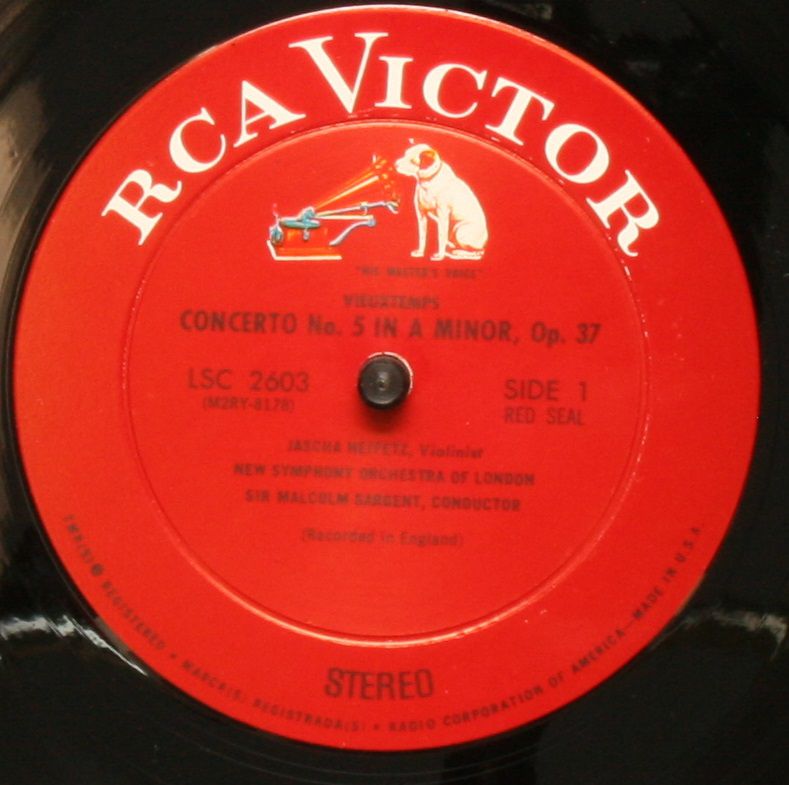 RCA VICTOR
"HIS MASTER'S VOICE"
VIEUXTEMPS
CONCERTO No. 5 IN A MINOR, Op. 37
LSC 2603
(M2RY-8178)
SIDE 1
RED SEAL
JASCHA HEIFETZ, Violinist
NEW SYMPHONY ORCHESTRA OF LONDON
SIR MALCOLM SARGENT, CONDUCTOR
(Recorded in England)
STEREO
TMK(S) ® REGISTERED • MARCA(S) REGISTRADA(S) • RADIO CORPORATION OF AMERICA—MADE IN U.S.A.